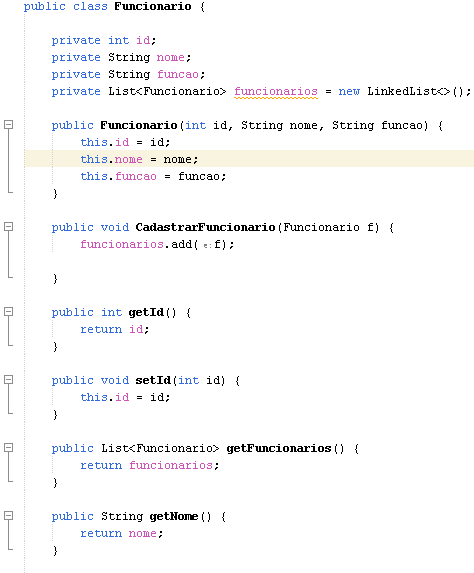 public class Funcionario {
private int id;
private String nome;
private String funcao;
private List<Funcionario> funcionarios = new LinkedList<>();
public Funcionario(int id, String nome, String funcao) {
this.id = id;
this.nome = nome;
this.funcao = funcao;
}
public void CadastrarFuncionario(Funcionario f) {
funcionarios.add( e: f);
}
public int getId() {
return id;
}
public void setId(int id) {
this.id = id;
}
public List<Funcionario> getFuncionarios() {
return funcionarios;
}
public String getNome() {
return nome;
}